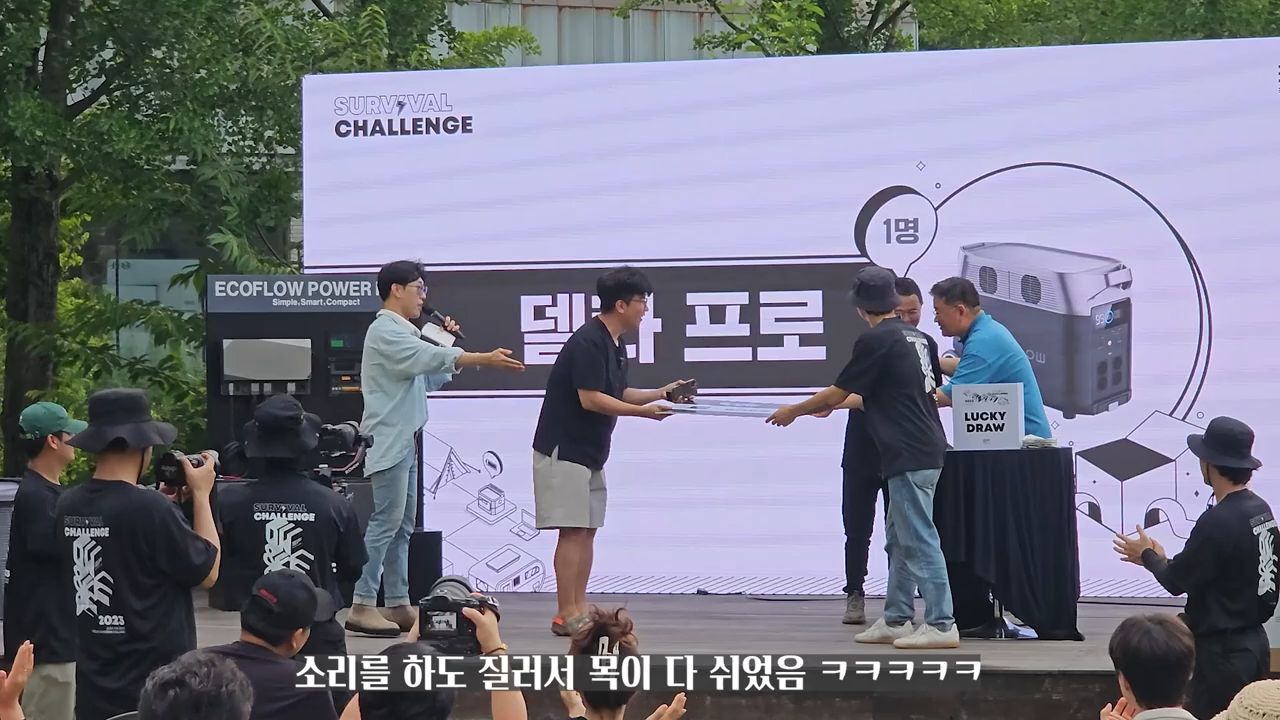 SURVIVAL
CHALLENGE
1명
ECOFLOW POWER
Simple.Smart.Compact
델타 프로
LUCKY
DRAW
SURVIVAL
CHALLENGE
CHALLENGE
2023
소리를 하도 질러서 목이 다 쉬었음 ㅋㅋㅋㅋㅋ